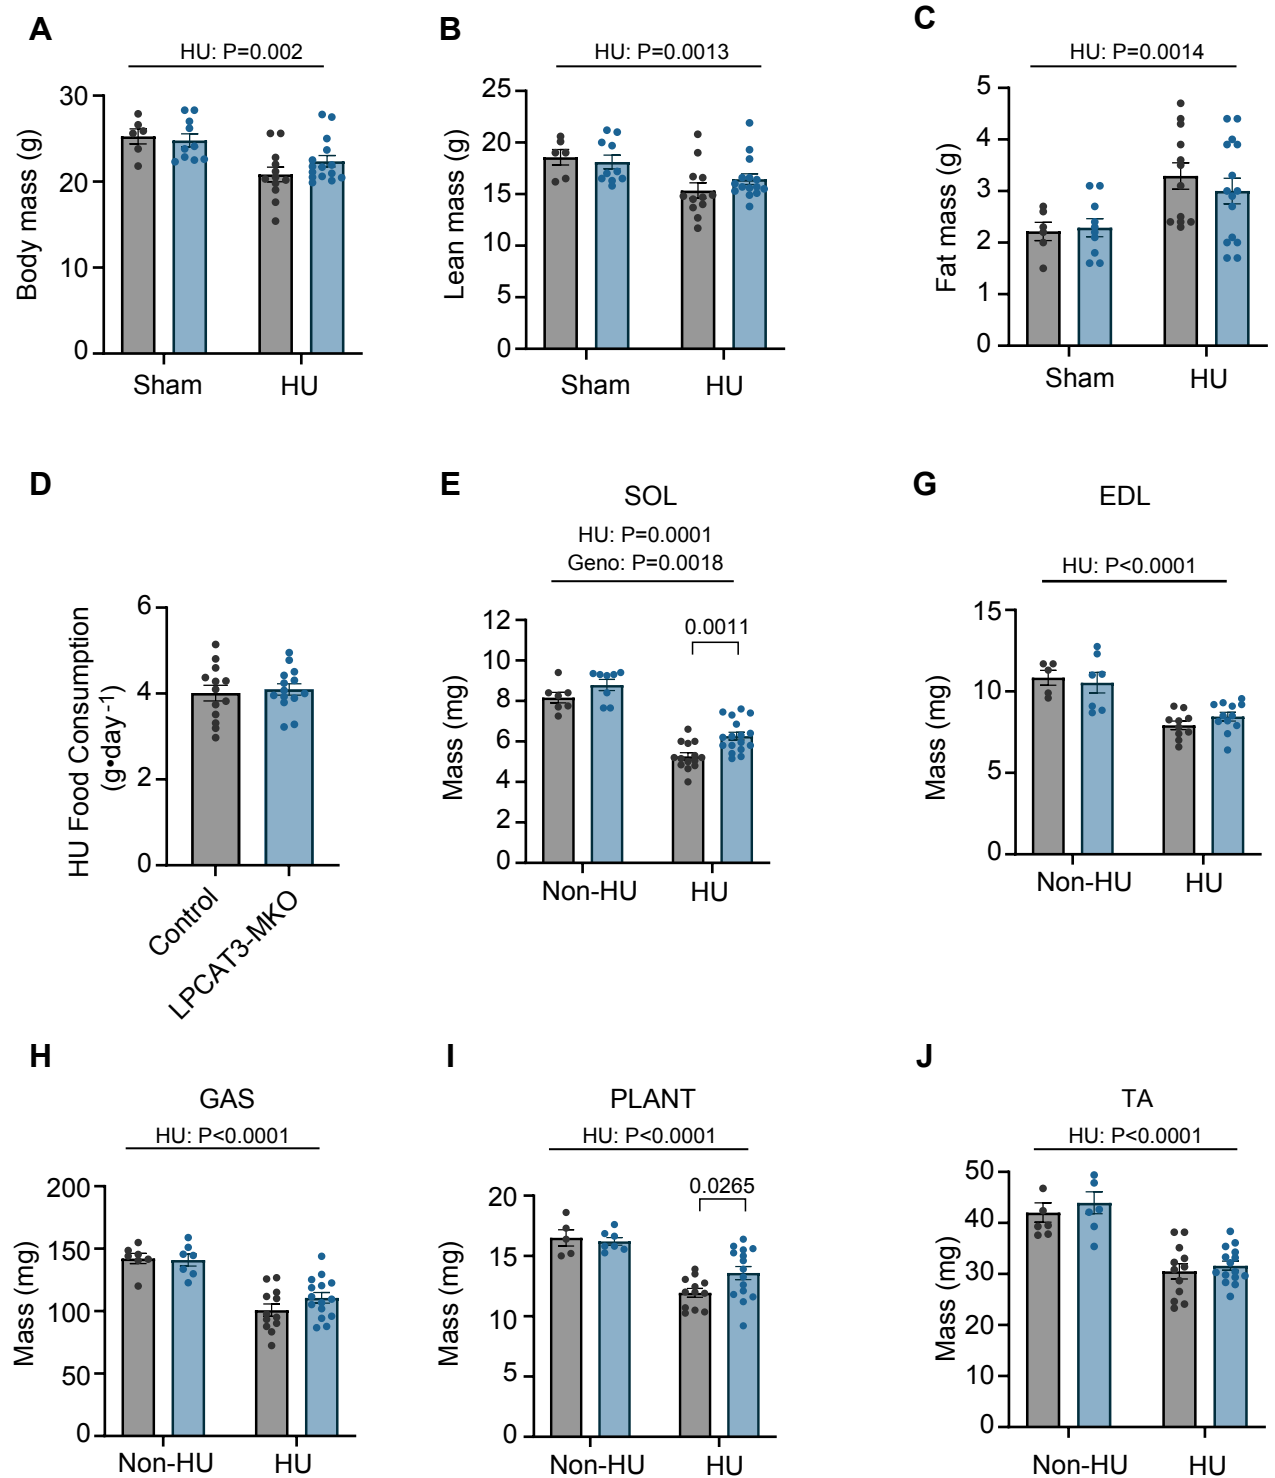 A
HU: P=0.002
Body mass (g)
30
20
10
0
Sham
HU
B
HU: P=0.0013
Lean mass (g)
25
20
15
10
5
0
Sham
HU
C
HU: P=0.0014
Fat mass (g)
5
4
3
2
1
0
Sham
HU
D
HU Food Consumption
(g•day⁻¹)
6
4
2
0
Control
LPCAT3-MKO
E
SOL
HU: P=0.0001
Geno: P=0.0018
0.0011
Mass (mg)
12
10
8
6
4
2
0
Non-HU
HU
G
EDL
HU: P<0.0001
Mass (mg)
15
10
5
0
Non-HU
HU
H
GAS
HU: P<0.0001
Mass (mg)
200
150
100
50
0
Non-HU
HU
I
PLANT
HU: P<0.0001
0.0265
Mass (mg)
20
15
10
5
0
Non-HU
HU
J
TA
HU: P<0.0001
Mass (mg)
50
40
30
20
10
0
Non-HU
HU